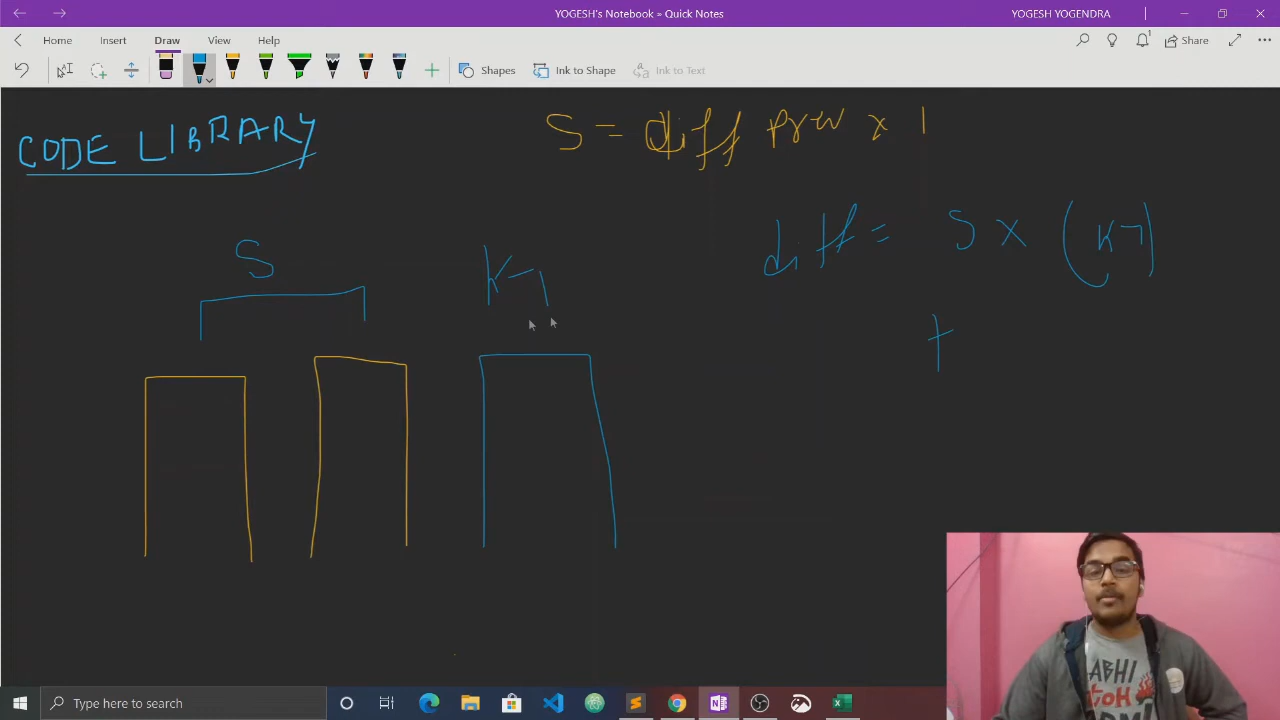 YOGESH's Notebook » Quick Notes
YOGESH YOGENDRA
Home Insert Draw View Help
Share
Shapes
Ink to Shape
Ink to Text
CODE LIBRARY
S = diff prev x 1
diff = S x (K-1)
+
S
K-1
Type here to search